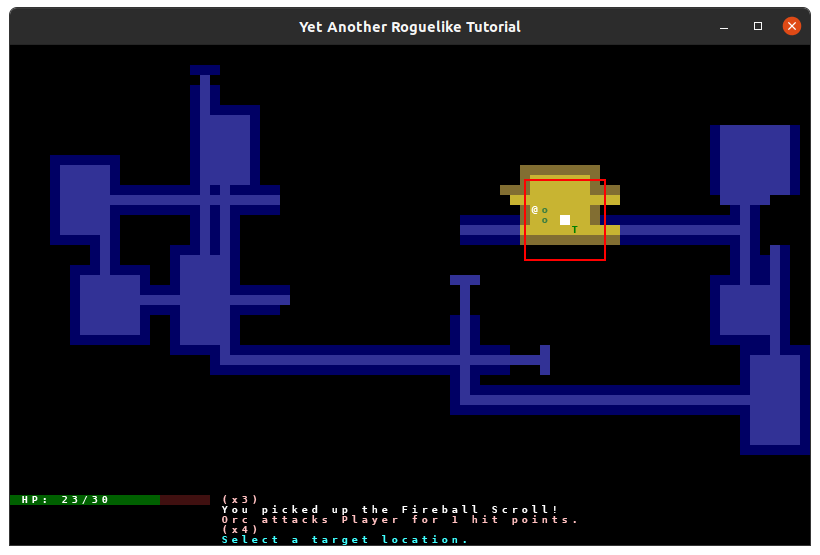 Yet Another Roguelike Tutorial
@ o
o
T
HP: 23/30
(x3)
You picked up the Fireball Scroll!
Orc attacks Player for 1 hit points.
(x4)
Select a target location.